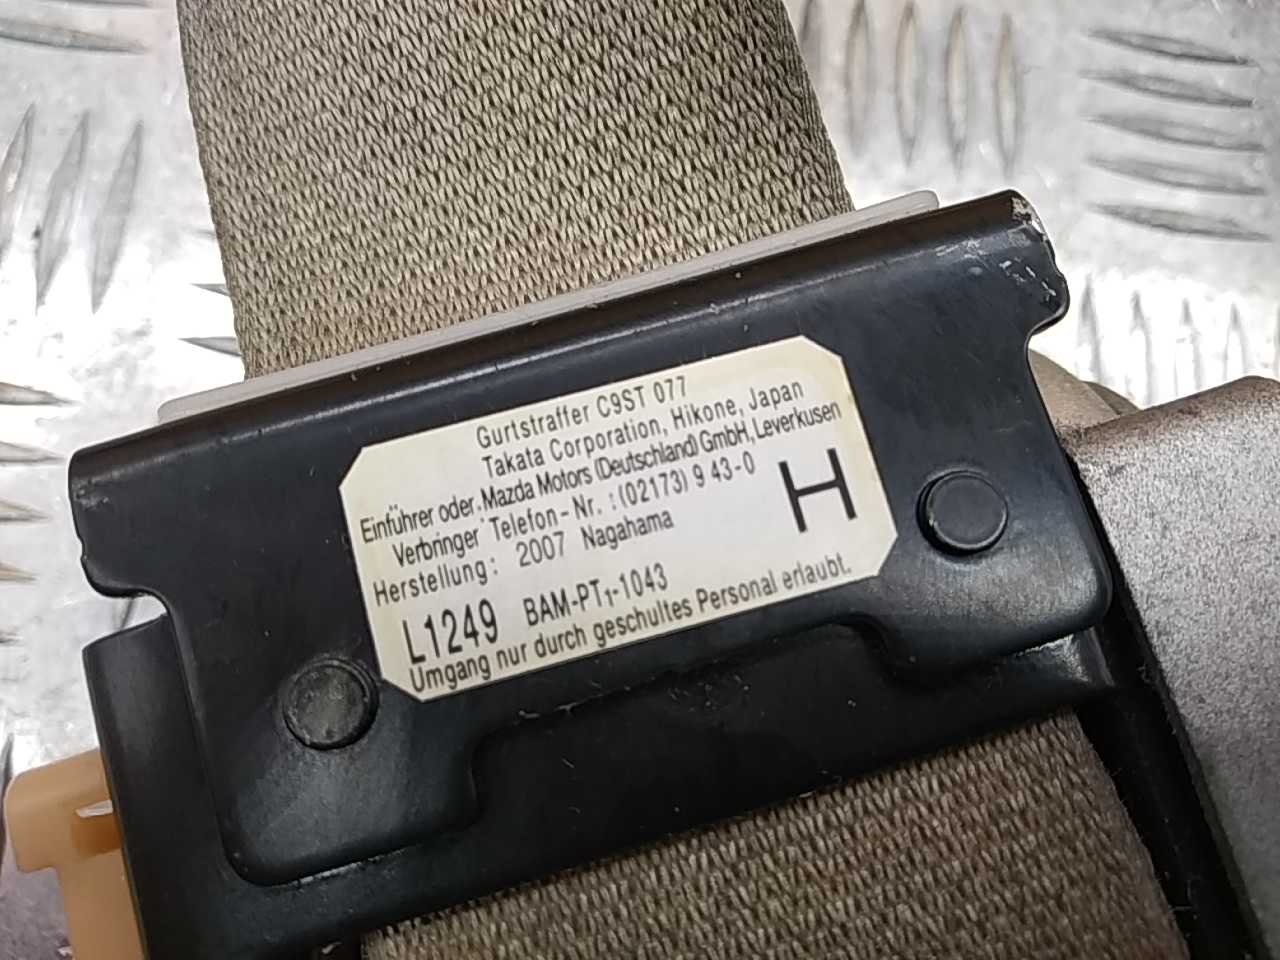 Gurtstraffer C9ST 077
Takata Corporation, Hikone, Japan
Einführer oder. Mazda Motors (Deutschland) GmbH, Leverkusen
Verbringer Telefon-Nr. : (02173) 9 43-0
Herstellung : 2007 Nagahama
H
L1249 BAM-PT1-1043
Umgang nur durch geschultes Personal erlaubt.